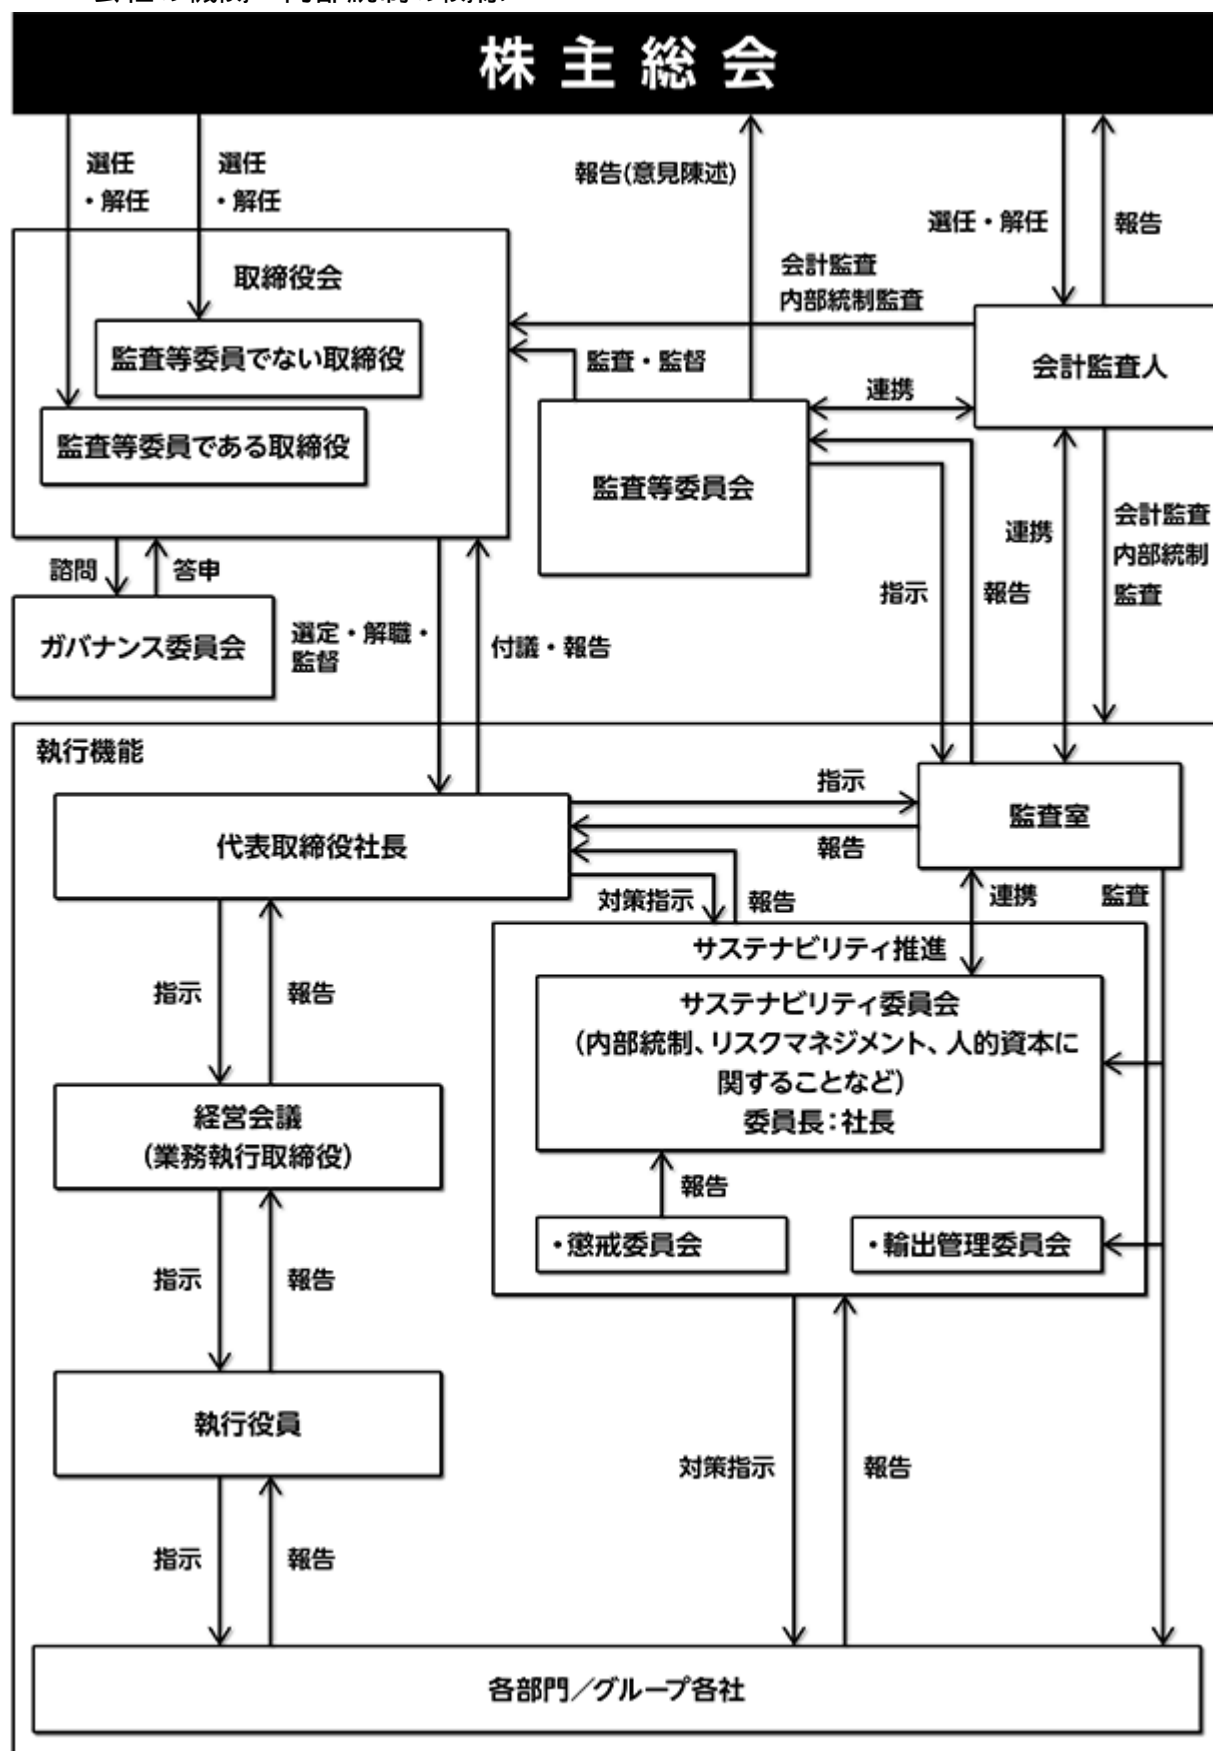 株主総会
選任
・解任
選任
・解任
報告(意見陳述)
選任・解任
報告
取締役会
会計監査
内部統制監査
監査等委員でない取締役
監査・監督
会計監査人
連携
監査等委員である取締役
監査等委員会
連携
会計監査
内部統制
監査
諮問
答申
指示
報告
ガバナンス委員会
選定・解職・
監督
付議・報告
執行機能
指示
監査室
代表取締役社長
報告
対策指示
報告
連携
監査
サステナビリティ推進
指示
報告
サステナビリティ委員会
（内部統制、リスクマネジメント、人的資本に
関することなど）
委員長：社長
経営会議
（業務執行取締役）
報告
・懲戒委員会
・輸出管理委員会
指示
報告
執行役員
対策指示
報告
指示
報告
各部門／グループ各社